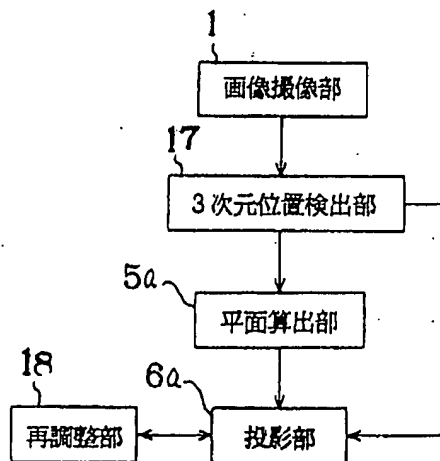 1
画像撮像部
17
3次元位置検出部
5a
平面算出部
18
6a
再調整部
投影部